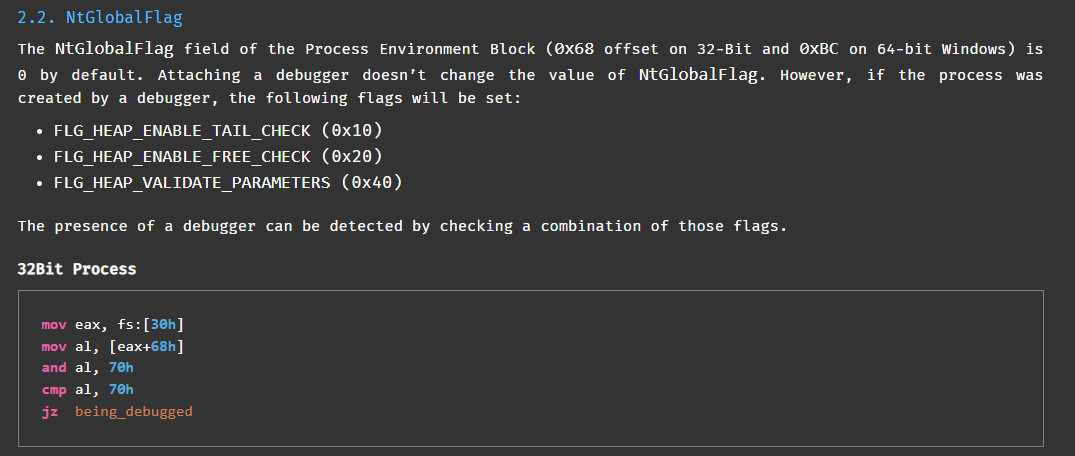 2.2. NtGlobalFlag
The NtGlobalFlag field of the Process Environment Block (0x68 offset on 32-Bit and 0xBC on 64-bit Windows) is
0 by default. Attaching a debugger doesn’t change the value of NtGlobalFlag. However, if the process was
created by a debugger, the following flags will be set:
• FLG_HEAP_ENABLE_TAIL_CHECK (0x10)
• FLG_HEAP_ENABLE_FREE_CHECK (0x20)
• FLG_HEAP_VALIDATE_PARAMETERS (0x40)
The presence of a debugger can be detected by checking a combination of those flags.
32Bit Process
mov eax, fs:[30h]
mov al, [eax+68h]
and al, 70h
cmp al, 70h
jz  being_debugged